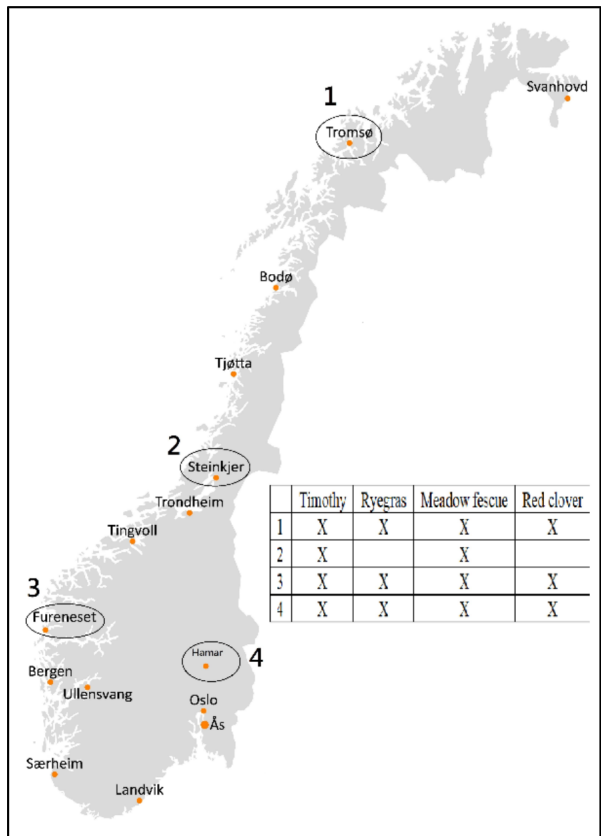 Svanhovd
1
Tromsø
Bodø
Tjøtta
2
Steinkjer
Trondheim
Tingvoll
Timothy Ryegras Meadow fescue Red clover
1 X X X X
2 X X
3 X X X X
4 X X X X
3
Fureneset
Hamar
4
Bergen
Ullensvang
Oslo
Ås
Særheim
Landvik